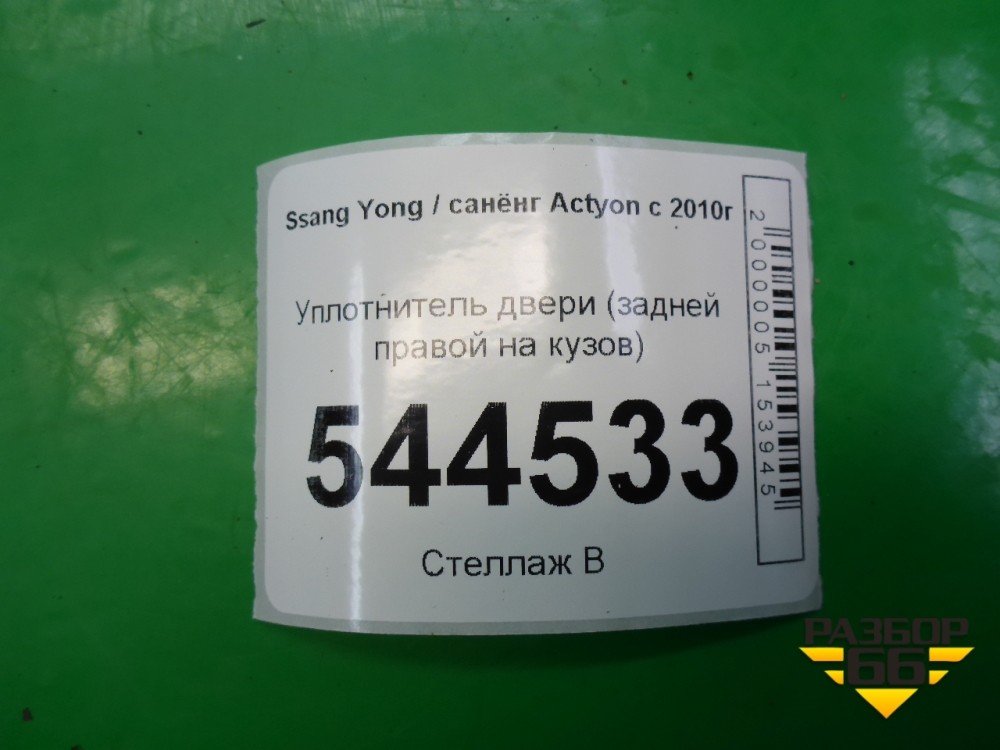 Ssang Yong / санёнг Actyon с 2010г
Уплотнитель двери (задней
правой на кузов)
544533
Стеллаж В
2000005153945
РАЗБОР
66